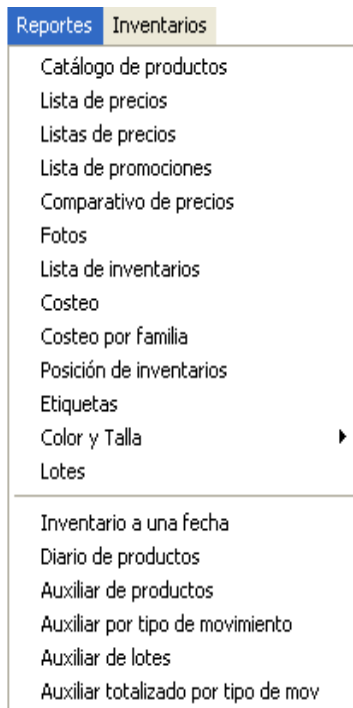 Reportes Inventarios
Catálogo de productos
Lista de precios
Listas de precios
Lista de promociones
Comparativo de precios
Fotos
Lista de inventarios
Costeo
Costeo por familia
Posición de inventarios
Etiquetas
Color y Talla
Lotes
Inventario a una fecha
Diario de productos
Auxiliar de productos
Auxiliar por tipo de movimiento
Auxiliar de lotes
Auxiliar totalizado por tipo de mov